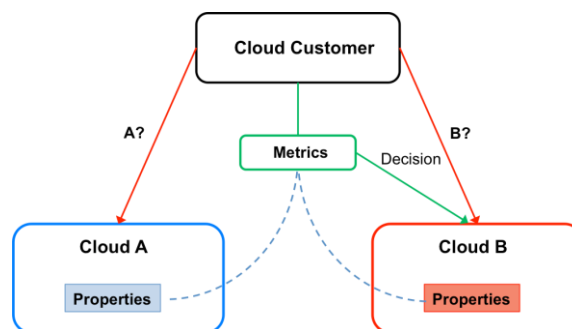 Cloud Customer
A?
B?
Metrics
Decision
Cloud A
Cloud B
Properties
Properties